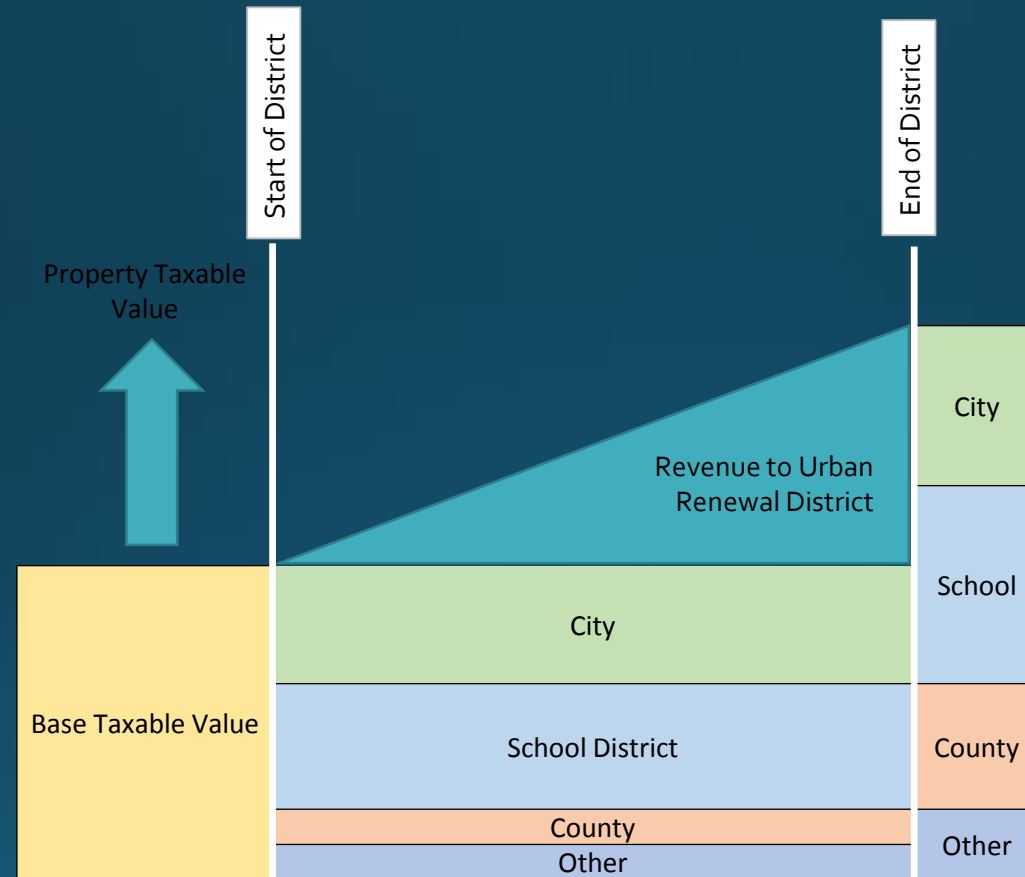 Start of District
End of District
Property Taxable
Value
Revenue to Urban
Renewal District
Base Taxable Value
City
School District
County
Other
City
School
County
Other